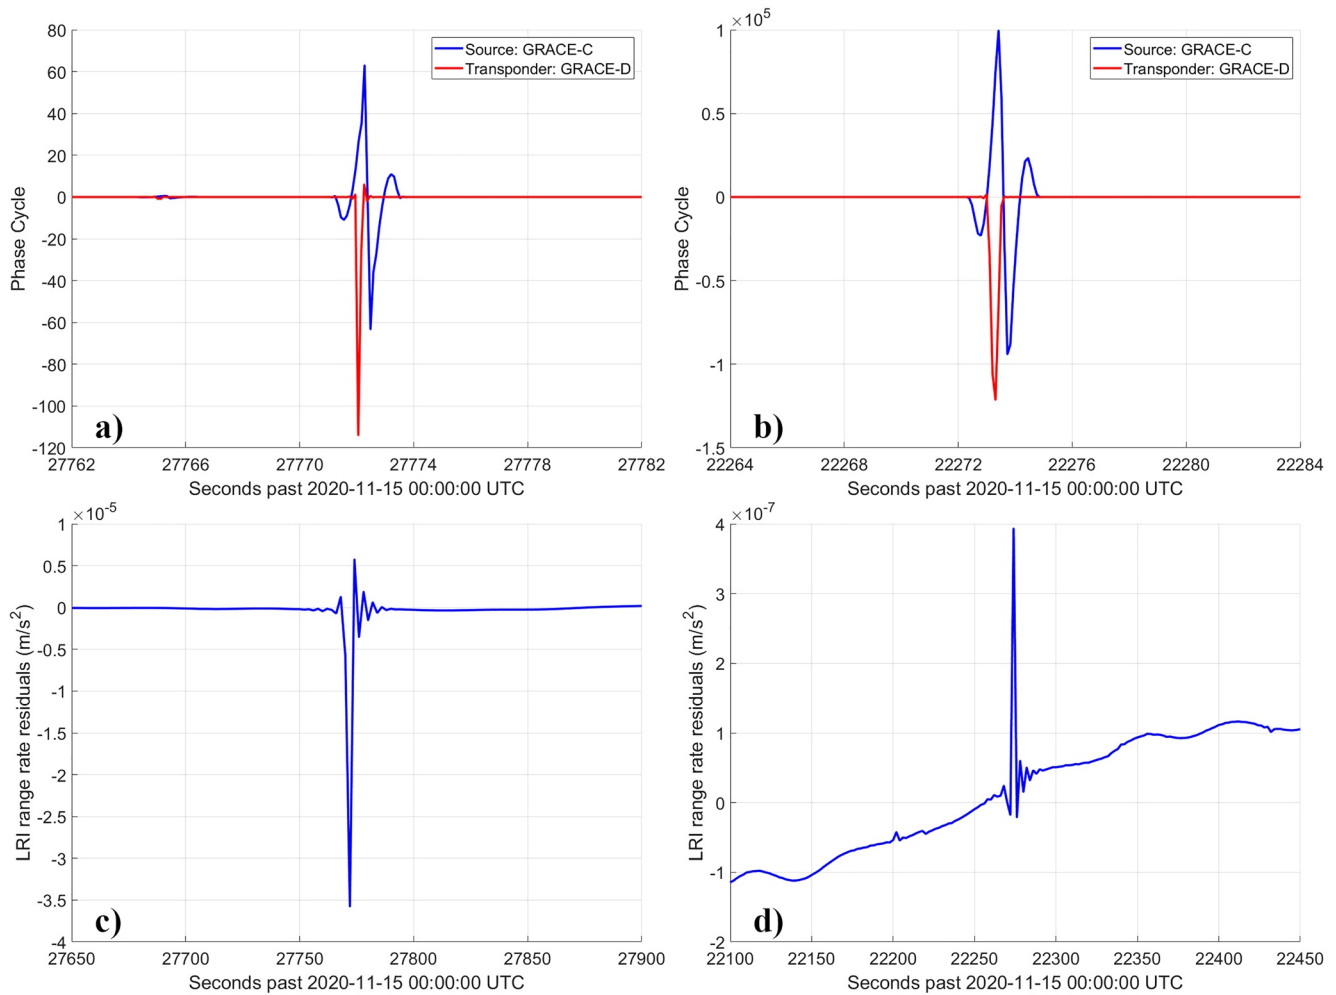 80
60
40
20
0
-20
-40
-60
-80
-100
-120
Phase Cycle
Source: GRACE-C
Transponder: GRACE-D
a)
27762 27766 27770 27774 27778 27782
Seconds past 2020-11-15 00:00:00 UTC
×10^5
1
0.5
0
-0.5
-1
-1.5
Phase Cycle
Source: GRACE-C
Transponder: GRACE-D
b)
22264 22268 22272 22276 22280 22284
Seconds past 2020-11-15 00:00:00 UTC
×10^-5
1
0.5
0
-0.5
-1
-1.5
-2
-2.5
-3
-3.5
-4
LRI range rate residuals (m/s^2)
c)
27650 27700 27750 27800 27850 27900
Seconds past 2020-11-15 00:00:00 UTC
×10^-7
4
3
2
1
0
-1
-2
LRI range rate residuals (m/s^2)
d)
22100 22150 22200 22250 22300 22350 22400 22450
Seconds past 2020-11-15 00:00:00 UTC